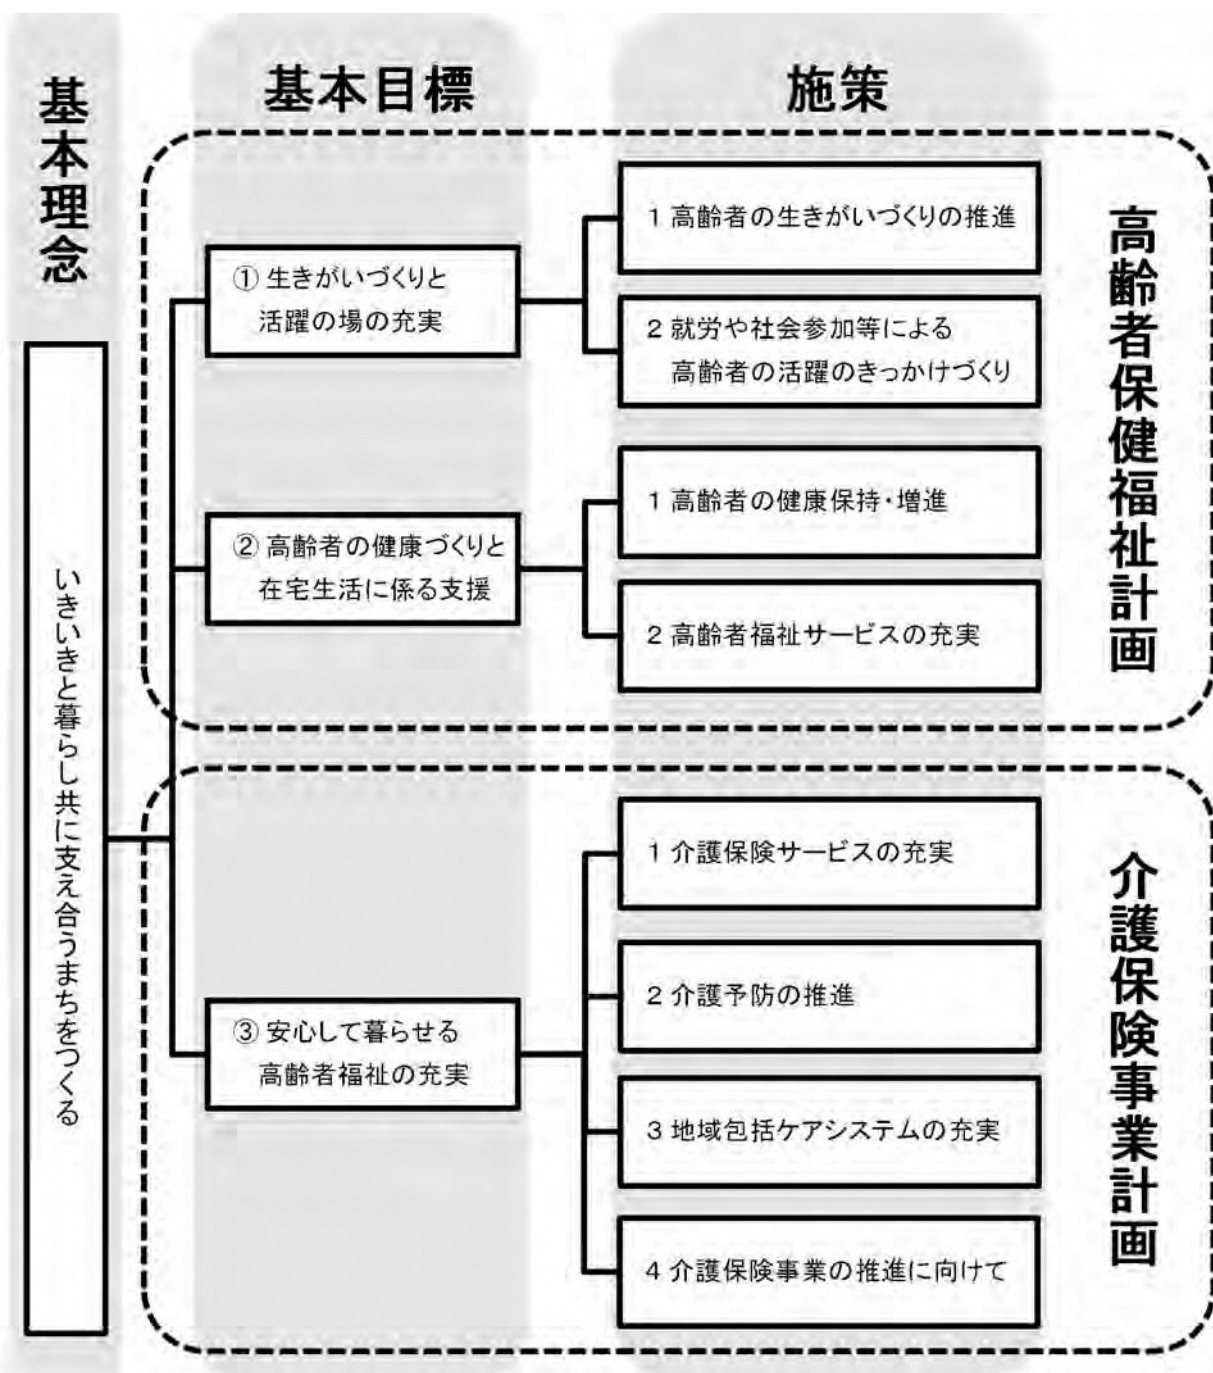 基本理念
基本目標
施策
いきいきと暮らし共に支え合うまちをつくる
高齢者保健福祉計画
① 生きがいづくりと
活躍の場の充実
1 高齢者の生きがいづくりの推進
2 就労や社会参加等による
高齢者の活躍のきっかけづくり
② 高齢者の健康づくりと
在宅生活に係る支援
1 高齢者の健康保持・増進
2 高齢者福祉サービスの充実
介護保険事業計画
③ 安心して暮らせる
高齢者福祉の充実
1 介護保険サービスの充実
2 介護予防の推進
3 地域包括ケアシステムの充実
4 介護保険事業の推進に向けて